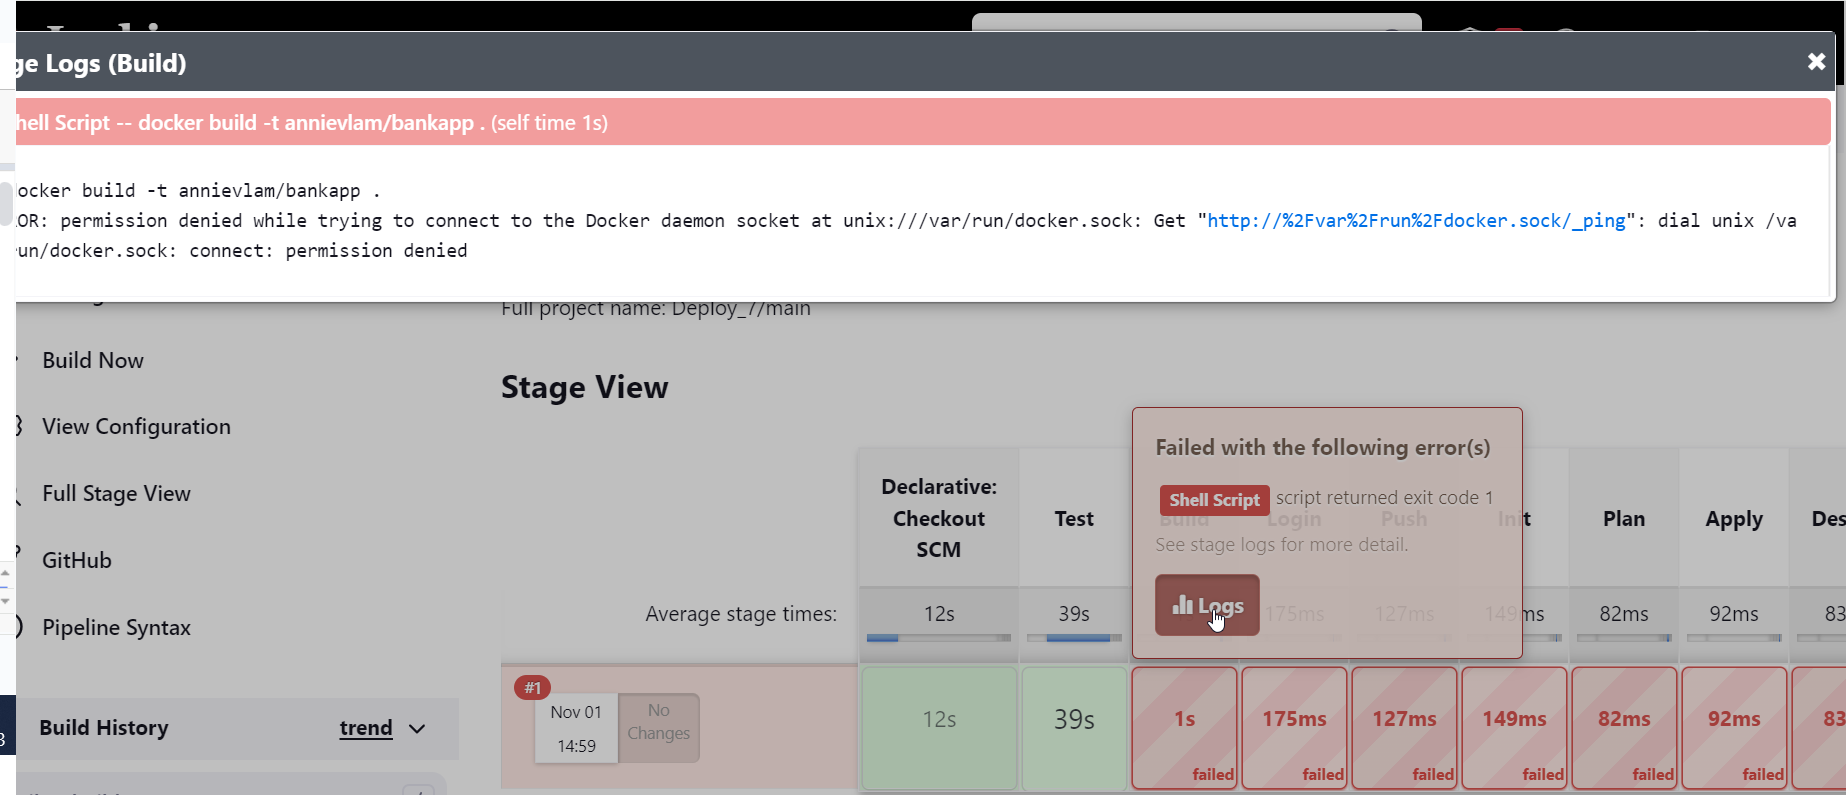 ge Logs (Build)
hell Script -- docker build -t annievlam/bankapp . (self time 1s)
ocker build -t annievlam/bankapp .
OR: permission denied while trying to connect to the Docker daemon socket at unix:///var/run/docker.sock: Get "http://%2Fvar%2Frun%2Fdocker.sock/_ping": dial unix /va
un/docker.sock: connect: permission denied
Full project name: Deploy_7/main
Build Now
View Configuration
Full Stage View
GitHub
Pipeline Syntax
Build History
trend
Stage View
Failed with the following error(s)
Shell Script script returned exit code 1
See stage logs for more detail.
Logs
Declarative:
Checkout
SCM
Test
Build
Login
Push
Init
Plan
Apply
Des
Average stage times:
12s
39s
175ms
127ms
149ms
82ms
92ms
83
#1
Nov 01
14:59
No
Changes
12s
39s
1s
failed
175ms
failed
127ms
failed
149ms
failed
82ms
failed
92ms
failed
83
3